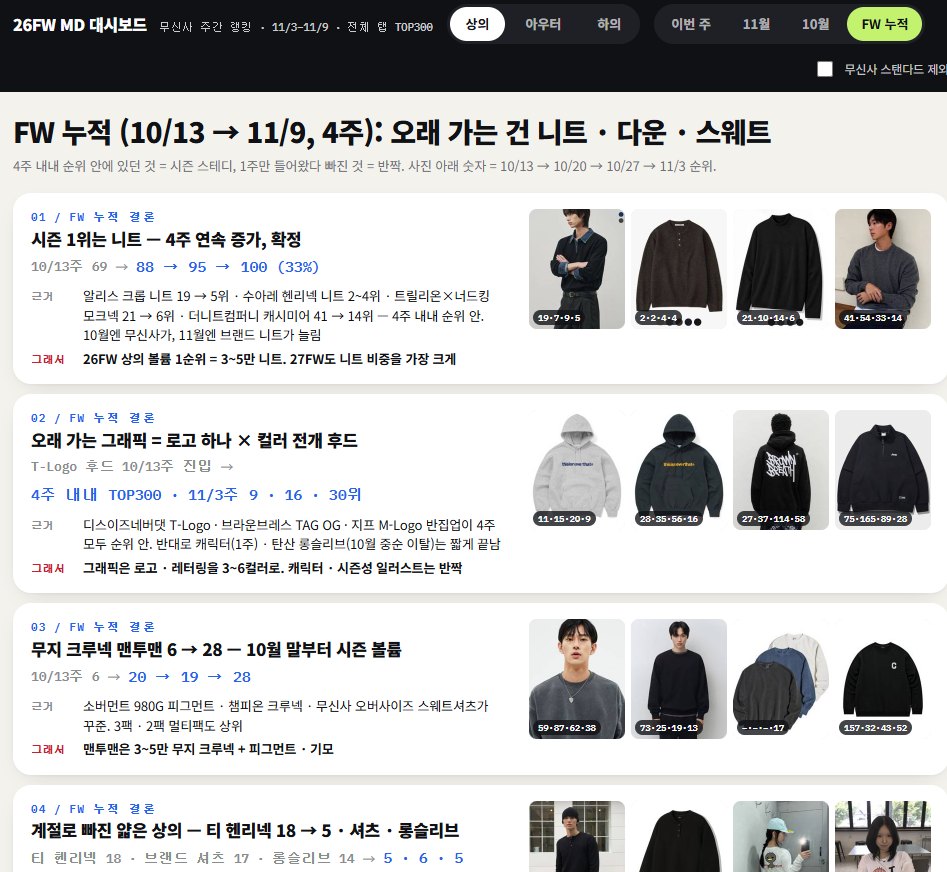 26FW MD 대시보드
무신사 주간 랭킹 · 11/3–11/9 · 전체 탭 TOP300
상의
아우터
하의
이번 주
11월
10월
FW 누적
무신사 스탠다드 제외
FW 누적 (10/13 → 11/9, 4주): 오래 가는 건 니트 · 다운 · 스웨트
4주 내내 순위 안에 있던 것 = 시즌 스테디, 1주만 들어왔다 빠진 것 = 반짝. 사진 아래 숫자 = 10/13 → 10/20 → 10/27 → 11/3 순위.
01 / FW 누적 결론
시즌 1위는 니트 — 4주 연속 증가, 확정
10/13주 69 → 88 → 95 → 100 (33%)
근거 알리스 크롭 니트 19 → 5위 · 수아레 헨리넥 니트 2~4위 · 트릴리온×너드킹
모크넥 21 → 6위 · 더니트컴퍼니 캐시미어 41 → 14위 — 4주 내내 순위 안.
10월엔 무신사가, 11월엔 브랜드 니트가 늘림
그래서 26FW 상의 볼륨 1순위 = 3~5만 니트. 27FW도 니트 비중을 가장 크게
19·7·9·5
2·2·4·4
21·10·14·6
41·54·33·14
02 / FW 누적 결론
오래 가는 그래픽 = 로고 하나 × 컬러 전개 후드
T-Logo 후드 10/13주 진입 →
4주 내내 TOP300 · 11/3주 9 · 16 · 30위
근거 디스이즈네버댓 T-Logo · 브라운브레스 TAG OG · 지프 M-Logo 반집업이 4주
모두 순위 안. 반대로 캐릭터(1주) · 탄산 롱슬리브(10월 중순 이탈)는 짧게 끝남
그래서 그래픽은 로고 · 레터링을 3~6컬러로. 캐릭터 · 시즌성 일러스트는 반짝
thisisneverthat®
thisisneverthat®
BROWN
BREATH
Jeep
11·15·20·9
28·35·56·16
27·37·114·58
75·165·89·28
03 / FW 누적 결론
무지 크루넥 맨투맨 6 → 28 — 10월 말부터 시즌 볼륨
10/13주 6 → 20 → 19 → 28
근거 소버먼트 980G 피그먼트 · 챔피온 크루넥 · 무신사 오버사이즈 스웨트셔츠가
꾸준. 3팩 · 2팩 멀티팩도 상위
그래서 맨투맨은 3~5만 무지 크루넥 + 피그먼트 · 기모
C
59·87·62·38
73·25·19·13
–·–·–·17
157·32·43·52
04 / FW 누적 결론
계절로 빠진 얇은 상의 — 티 헨리넥 18 → 5 · 셔츠 · 롱슬리브
티 헨리넥 18 · 브랜드 셔츠 17 · 롱슬리브 14 → 5 · 6 · 5